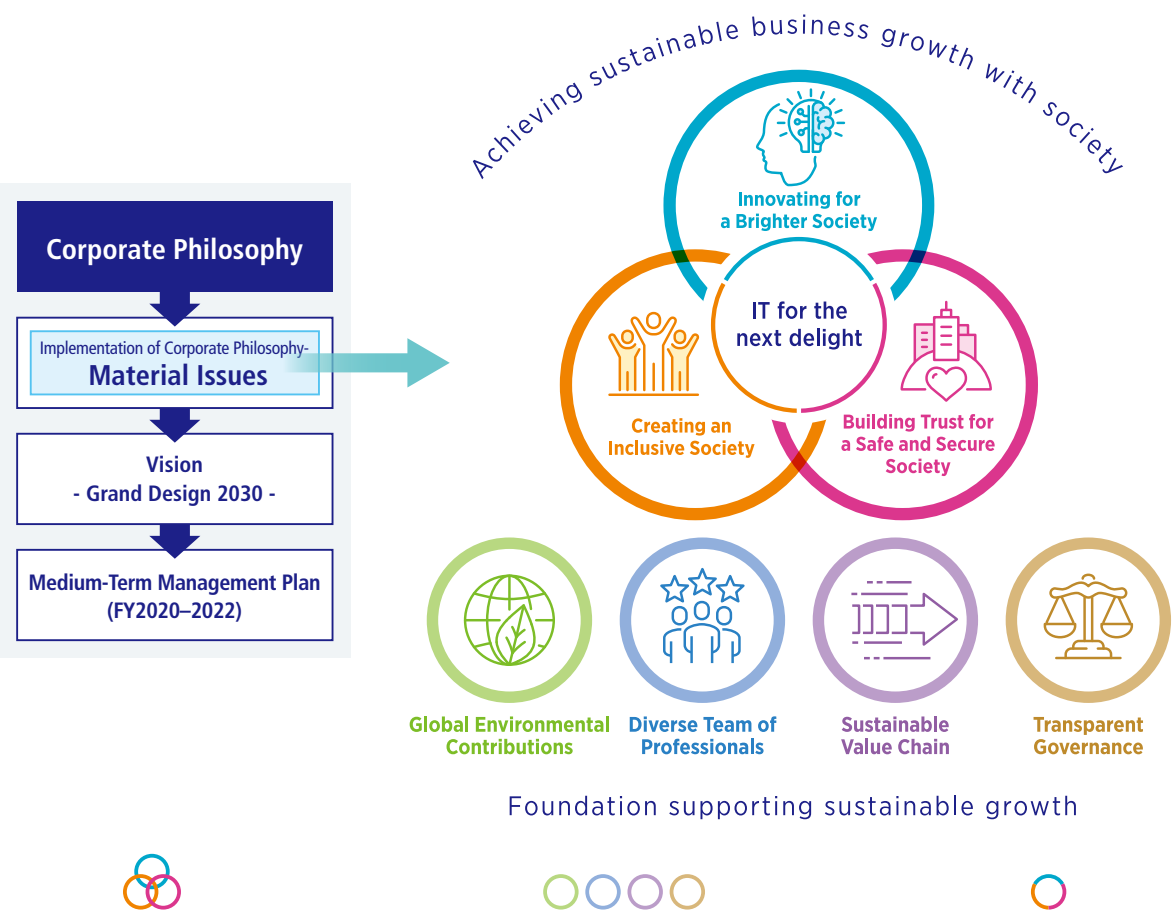 Corporate Philosophy
Implementation of Corporate Philosophy-
Material Issues
Vision
- Grand Design 2030 -
Medium-Term Management Plan
(FY2020–2022)
Achieving sustainable business growth with society
Innovating for
a Brighter Society
IT for the
next delight
Creating an
Inclusive Society
Building Trust for
a Safe and Secure
Society
Global Environmental
Contributions
Diverse Team of
Professionals
Sustainable
Value Chain
Transparent
Governance
Foundation supporting sustainable growth